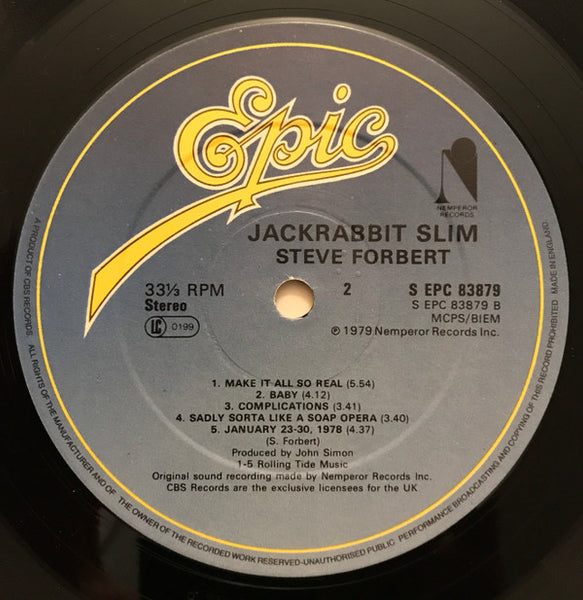 Epic
NEMPEROR
RECORDS
JACKRABBIT SLIM
STEVE FORBERT
33⅓ RPM
Stereo
LC 0199
2
S EPC 83879
S EPC 83879 B
MCPS/BIEM
℗ 1979 Nemperor Records Inc.
1. MAKE IT ALL SO REAL (5.54)
2. BABY (4.12)
3. COMPLICATIONS (3.41)
4. SADLY SORTA LIKE A SOAP OPERA (3.40)
5. JANUARY 23-30, 1978 (4.37)
(S. Forbert)
Produced by John Simon
1-5 Rolling Tide Music
Original sound recording made by Nemperor Records Inc.
CBS Records are the exclusive licensees for the UK
A PRODUCT OF CBS RECORDS. ALL RIGHTS OF THE MANUFACTURER AND OF THE OWNER OF THE RECORDED WORK RESERVED-UNAUTHORISED PUBLIC PERFORMANCE BROADCASTING AND COPYING OF THIS RECORD PROHIBITED MADE IN ENGLAND.